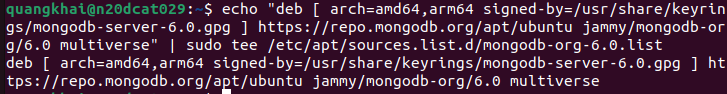 quangkhai@n20dcat029:~$ echo "deb [ arch=amd64,arm64 signed-by=/usr/share/keyrin
gs/mongodb-server-6.0.gpg ] https://repo.mongodb.org/apt/ubuntu jammy/mongodb-or
g/6.0 multiverse" | sudo tee /etc/apt/sources.list.d/mongodb-org-6.0.list
deb [ arch=amd64,arm64 signed-by=/usr/share/keyrings/mongodb-server-6.0.gpg ] ht
tps://repo.mongodb.org/apt/ubuntu jammy/mongodb-org/6.0 multiverse